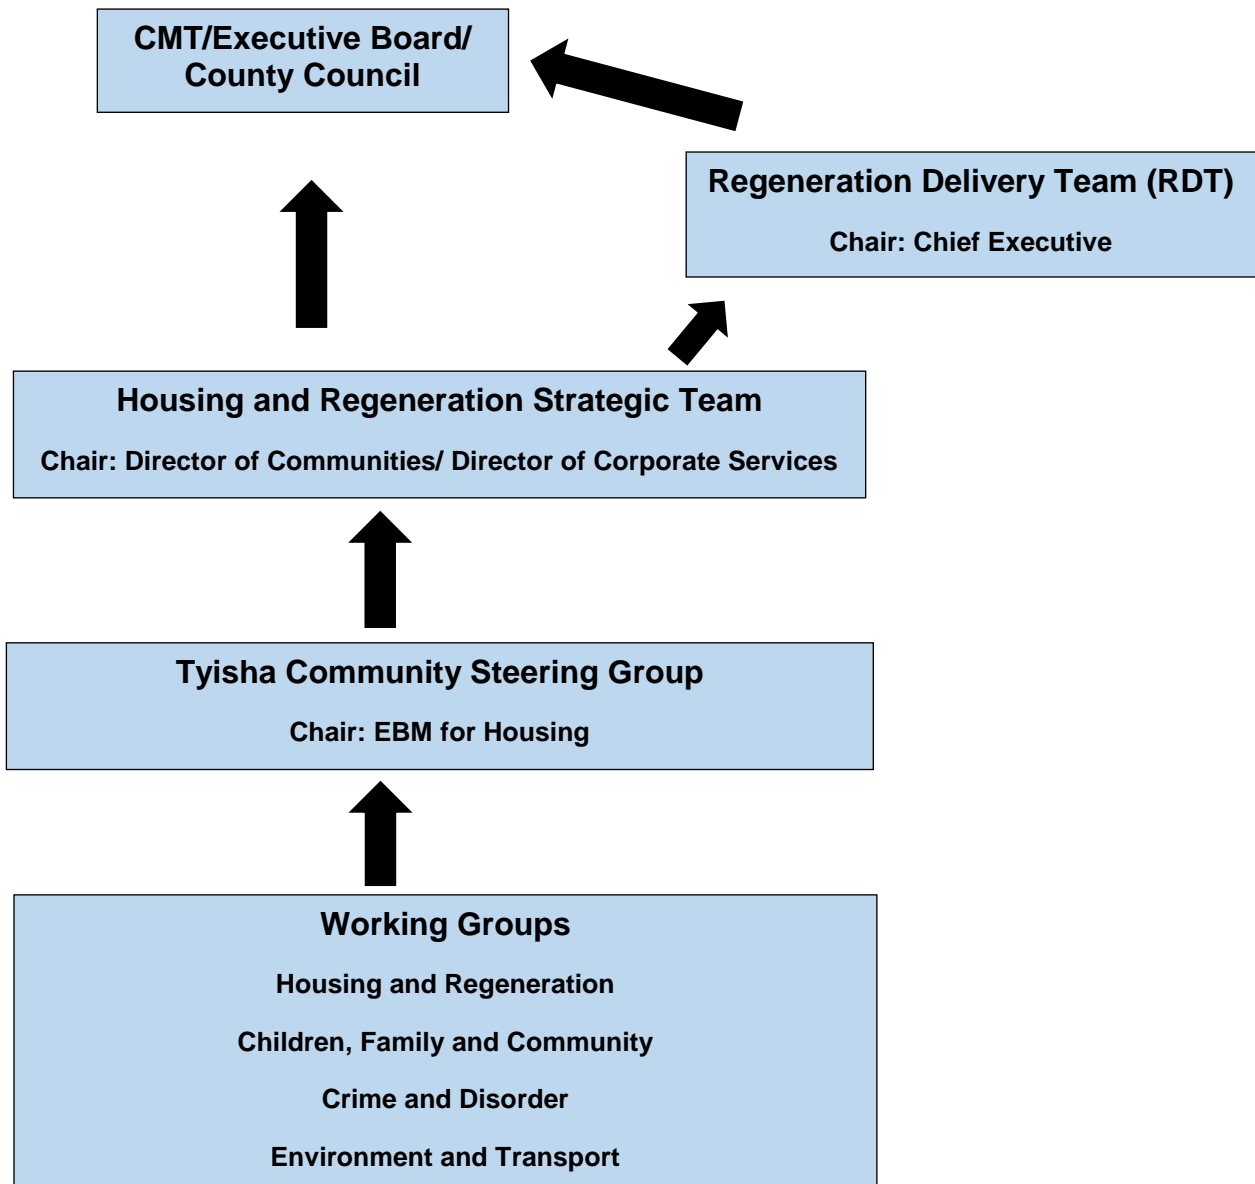 CMT/Executive Board/
County Council
Regeneration Delivery Team (RDT)
Chair: Chief Executive
Housing and Regeneration Strategic Team
Chair: Director of Communities/ Director of Corporate Services
Tyisha Community Steering Group
Chair: EBM for Housing
Working Groups
Housing and Regeneration
Children, Family and Community
Crime and Disorder
Environment and Transport